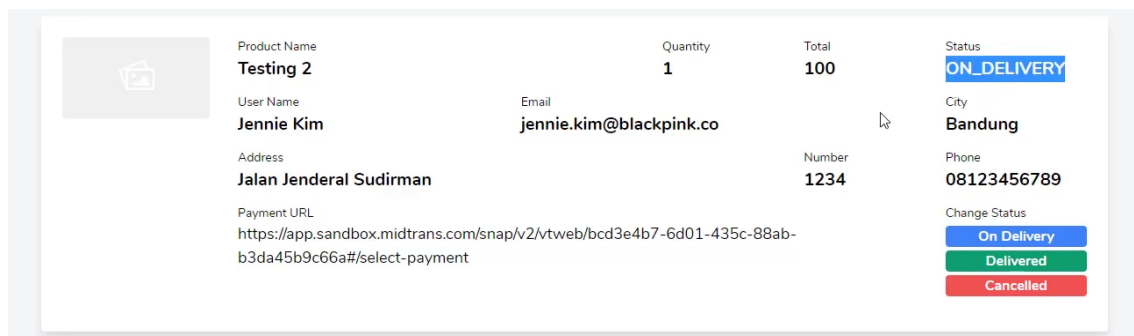 Product Name
Testing 2
Quantity
1
Total
100
Status
ON_DELIVERY
User Name
Jennie Kim
Email
jennie.kim@blackpink.co
City
Bandung
Address
Jalan Jenderal Sudirman
Number
1234
Phone
08123456789
Payment URL
https://app.sandbox.midtrans.com/snap/v2/vtweb/bcd3e4b7-6d01-435c-88ab-
b3da45b9c66a#/select-payment
Change Status
On Delivery
Delivered
Cancelled